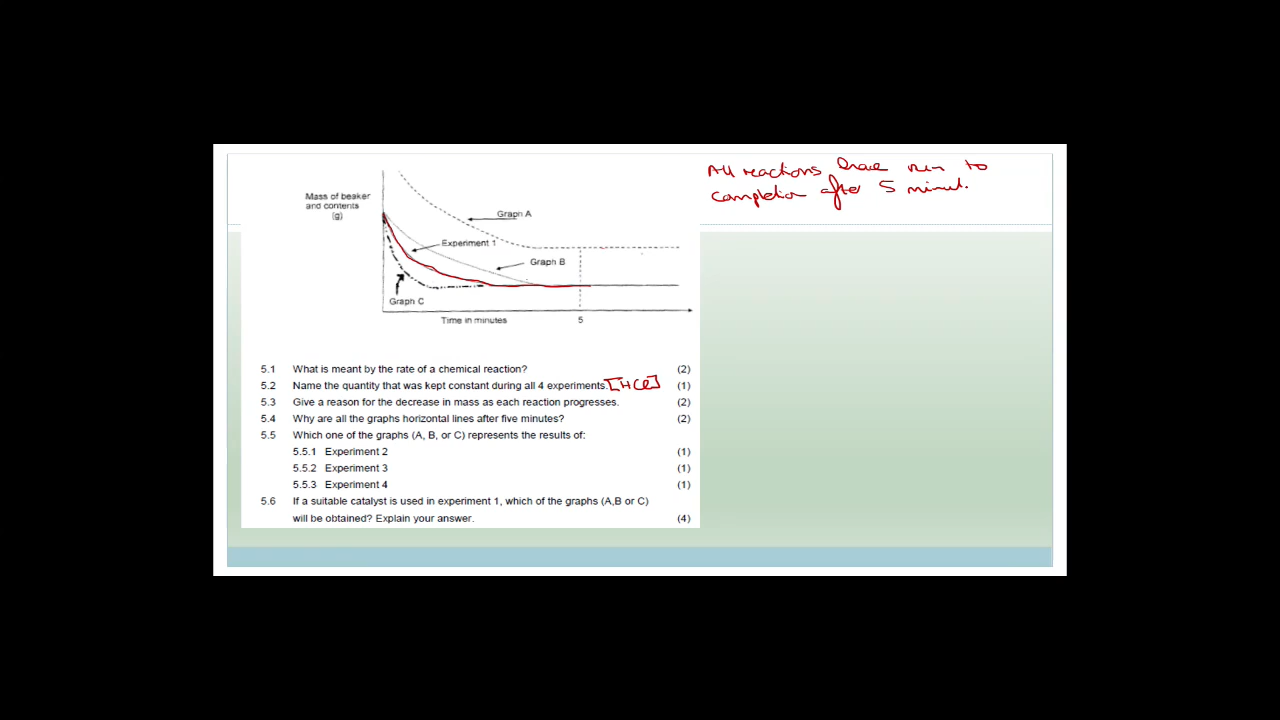 All reactions have run to
completion after 5 minut.
Mass of beaker
and contents
(g)
Graph A
Experiment 1
Graph B
Graph C
Time in minutes
5
5.1 What is meant by the rate of a chemical reaction? (2)
5.2 Name the quantity that was kept constant during all 4 experiments. [HCl] (1)
5.3 Give a reason for the decrease in mass as each reaction progresses. (2)
5.4 Why are all the graphs horizontal lines after five minutes? (2)
5.5 Which one of the graphs (A, B, or C) represents the results of:
5.5.1 Experiment 2 (1)
5.5.2 Experiment 3 (1)
5.5.3 Experiment 4 (1)
5.6 If a suitable catalyst is used in experiment 1, which of the graphs (A,B or C)
will be obtained? Explain your answer. (4)